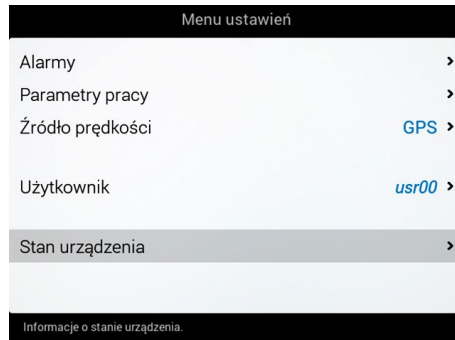 Menu ustawień
Alarmy
Parametry pracy
Źródło prędkości GPS
Użytkownik usr00
Stan urządzenia
Informacje o stanie urządzenia.